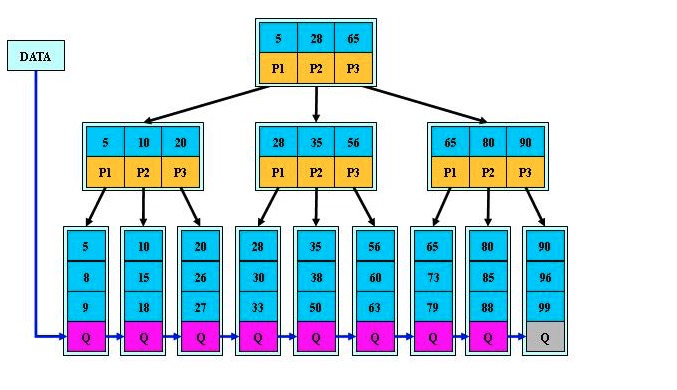 5 28 65
DATA
P1 P2 P3
5 10 20 28 35 56 65 80 90
P1 P2 P3 P1 P2 P3 P1 P2 P3
5 10 20 28 35 56 65 80 90
8 15 26 30 38 60 73 85 96
9 18 27 33 50 63 79 88 99
Q Q Q Q Q Q Q Q Q